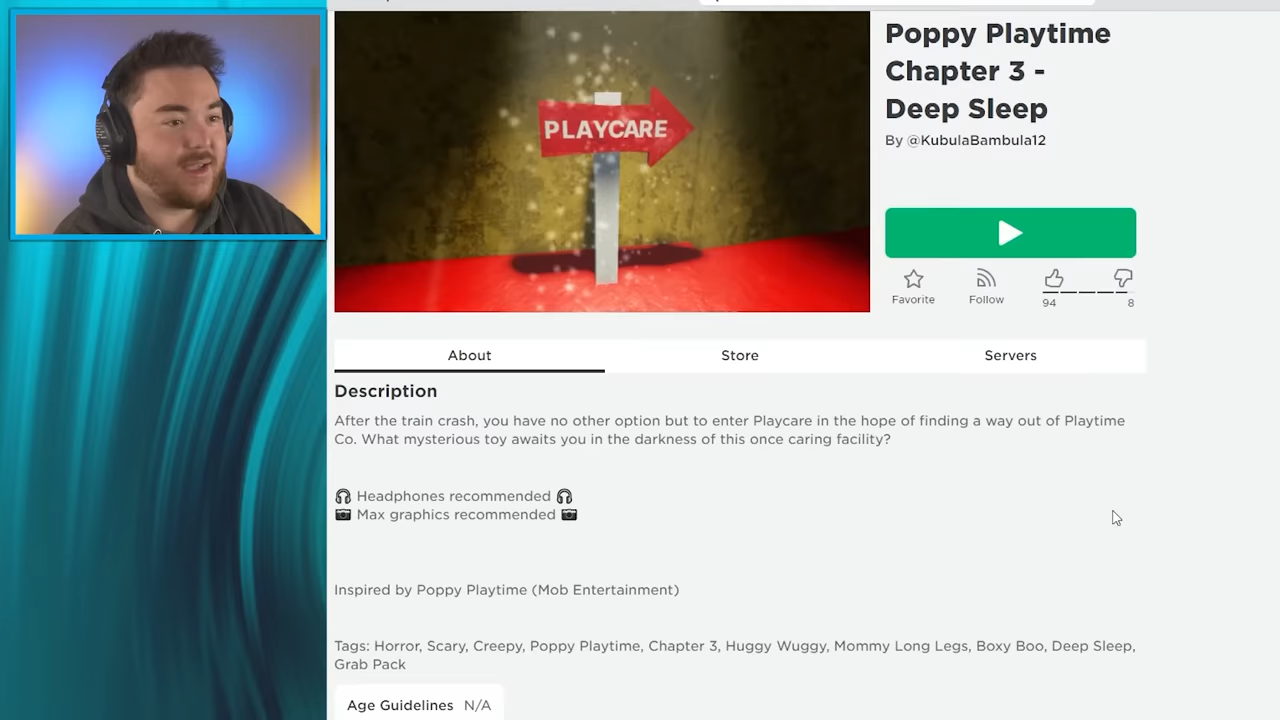 PLAYCARE
Poppy Playtime
Chapter 3 -
Deep Sleep
By @KubulaBambula12
Favorite
Follow
94
8
About
Store
Servers
Description
After the train crash, you have no other option but to enter Playcare in the hope of finding a way out of Playtime
Co. What mysterious toy awaits you in the darkness of this once caring facility?
🎧 Headphones recommended 🎧
📷 Max graphics recommended 📷
Inspired by Poppy Playtime (Mob Entertainment)
Tags: Horror, Scary, Creepy, Poppy Playtime, Chapter 3, Huggy Wuggy, Mommy Long Legs, Boxy Boo, Deep Sleep,
Grab Pack
Age Guidelines N/A